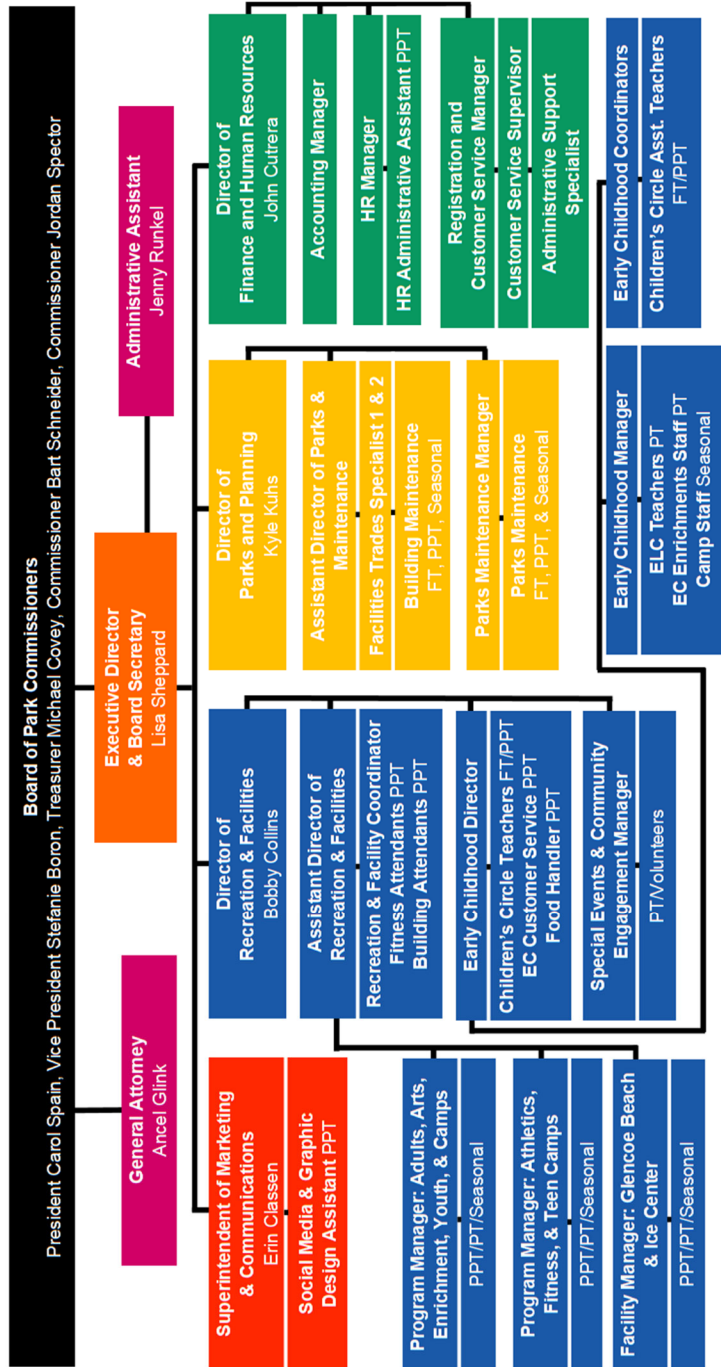 Board of Park Commissioners
President Carol Spain, Vice President Stefanie Boron, Treasurer Michael Covey, Commissioner Bart Schneider, Commissioner Jordan Spector
General Attorney
Ancel Glink
Executive Director
& Board Secretary
Lisa Sheppard
Administrative Assistant
Jenny Runkel
Superintendent of Marketing
& Communications
Erin Classen
Social Media & Graphic
Design Assistant PPT
Director of
Recreation & Facilities
Bobby Collins
Assistant Director of
Recreation & Facilities
Recreation & Facility Coordinator
Fitness Attendants PPT
Building Attendants PPT
Early Childhood Director
Children's Circle Teachers FT/PPT
EC Customer Service PPT
Food Handler PPT
Special Events & Community
Engagement Manager
PT/Volunteers
Program Manager: Adults, Arts,
Enrichment, Youth, & Camps
PPT/PT/Seasonal
Program Manager: Athletics,
Fitness, & Teen Camps
PPT/PT/Seasonal
Facility Manager: Glencoe Beach
& Ice Center
PPT/PT/Seasonal
Director of
Parks and Planning
Kyle Kuhs
Assistant Director of Parks &
Maintenance
Facilities Trades Specialist 1 & 2
Building Maintenance
FT, PPT, Seasonal
Parks Maintenance Manager
Parks Maintenance
FT, PPT, & Seasonal
Director of
Finance and Human Resources
John Cutrera
Accounting Manager
HR Manager
HR Administrative Assistant PPT
Registration and
Customer Service Manager
Customer Service Supervisor
Administrative Support
Specialist
Early Childhood Manager
ELC Teachers PT
EC Enrichments Staff PT
Camp Staff Seasonal
Early Childhood Coordinators
Children's Circle Asst. Teachers
FT/PPT